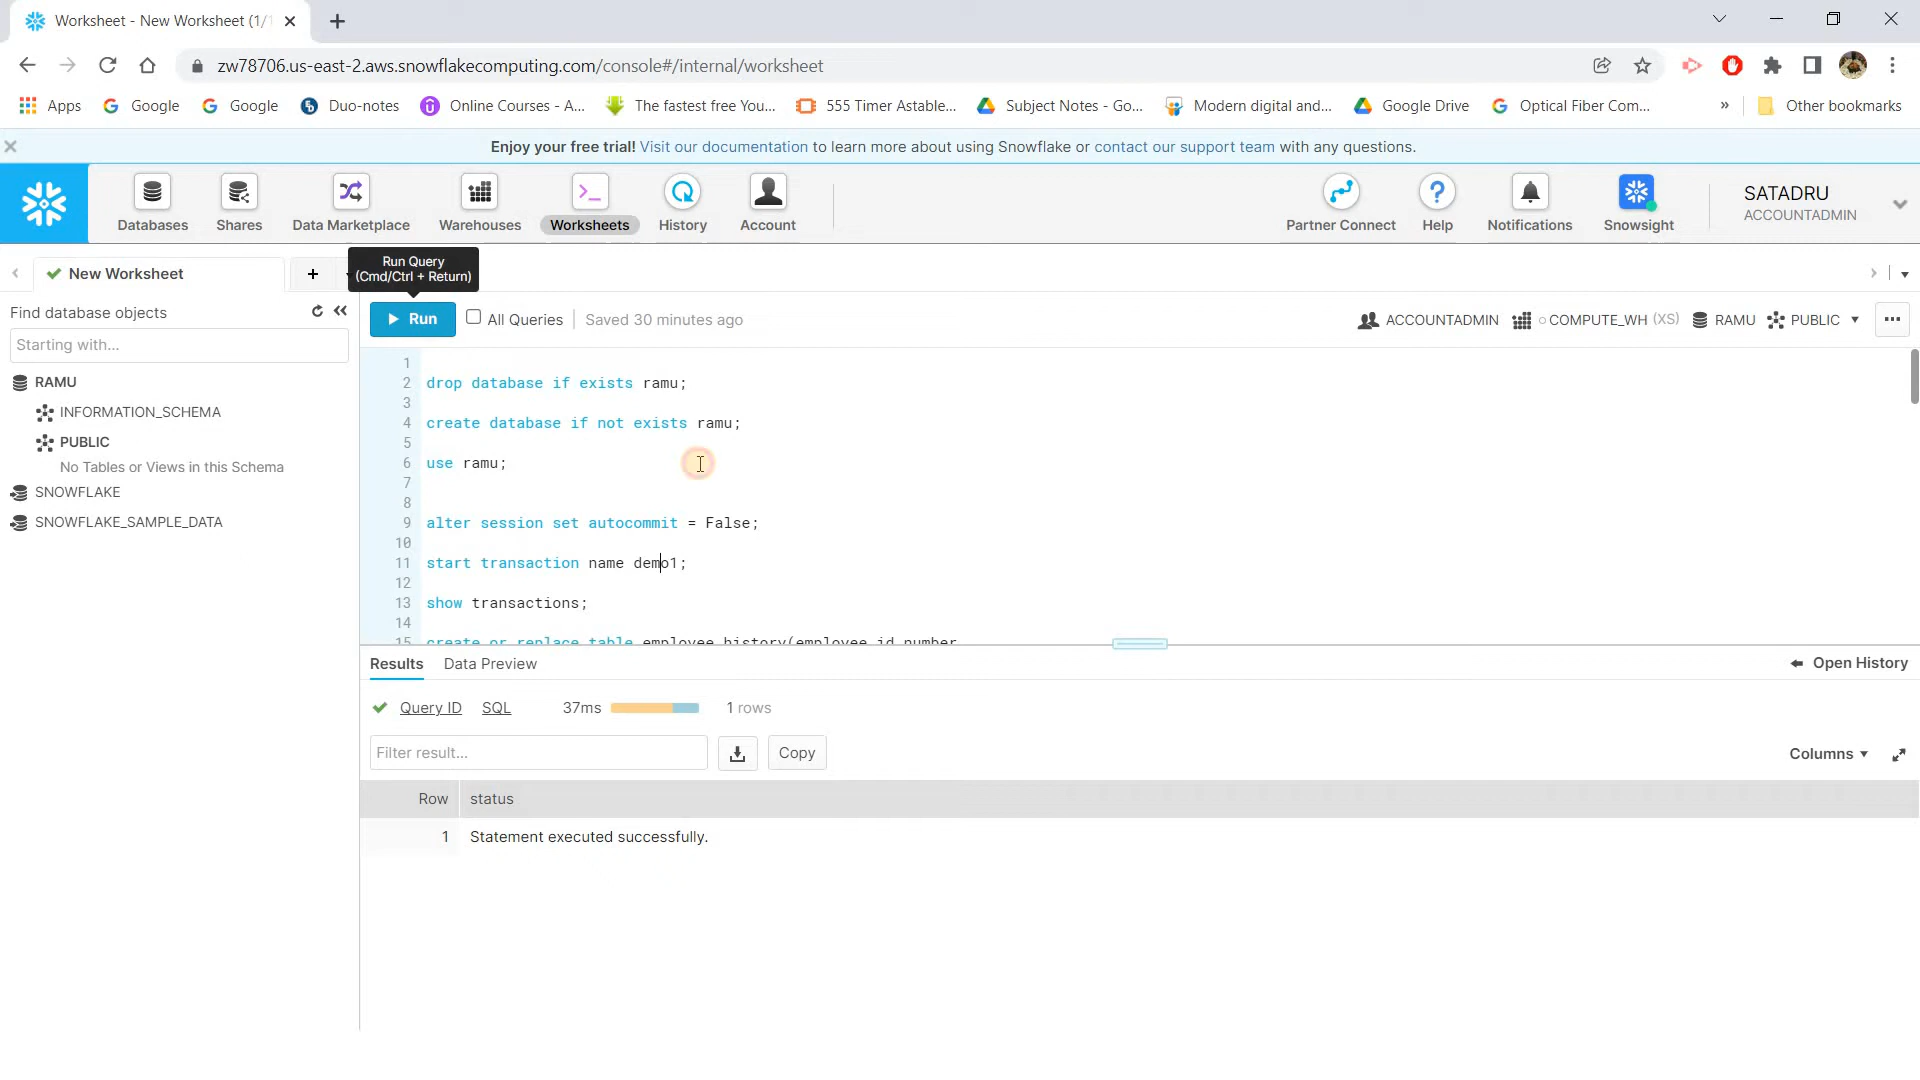 Worksheet - New Worksheet (1/1
zw78706.us-east-2.aws.snowflakecomputing.com/console#/internal/worksheet
Apps Google Google Duo-notes Online Courses - A... The fastest free You... 555 Timer Astable... Subject Notes - Go... Modern digital and... Google Drive Optical Fiber Com... » Other bookmarks
Enjoy your free trial! Visit our documentation to learn more about using Snowflake or contact our support team with any questions.
Databases Shares Data Marketplace Warehouses Worksheets History Account Partner Connect Help Notifications Snowsight
SATADRU
ACCOUNTADMIN
New Worksheet +
Run Query
(Cmd/Ctrl + Return)
Find database objects
Starting with...
RAMU
INFORMATION_SCHEMA
PUBLIC
No Tables or Views in this Schema
SNOWFLAKE
SNOWFLAKE_SAMPLE_DATA
Run All Queries Saved 30 minutes ago ACCOUNTADMIN COMPUTE_WH (XS) RAMU PUBLIC
1
2 drop database if exists ramu;
3
4 create database if not exists ramu;
5
6 use ramu;
7
8
9 alter session set autocommit = False;
10
11 start transaction name demo1;
12
13 show transactions;
14
15 create or replace table employee_history(employee_id number
Results Data Preview Open History
Query ID SQL 37ms 1 rows
Filter result... Copy Columns
Row status
1 Statement executed successfully.